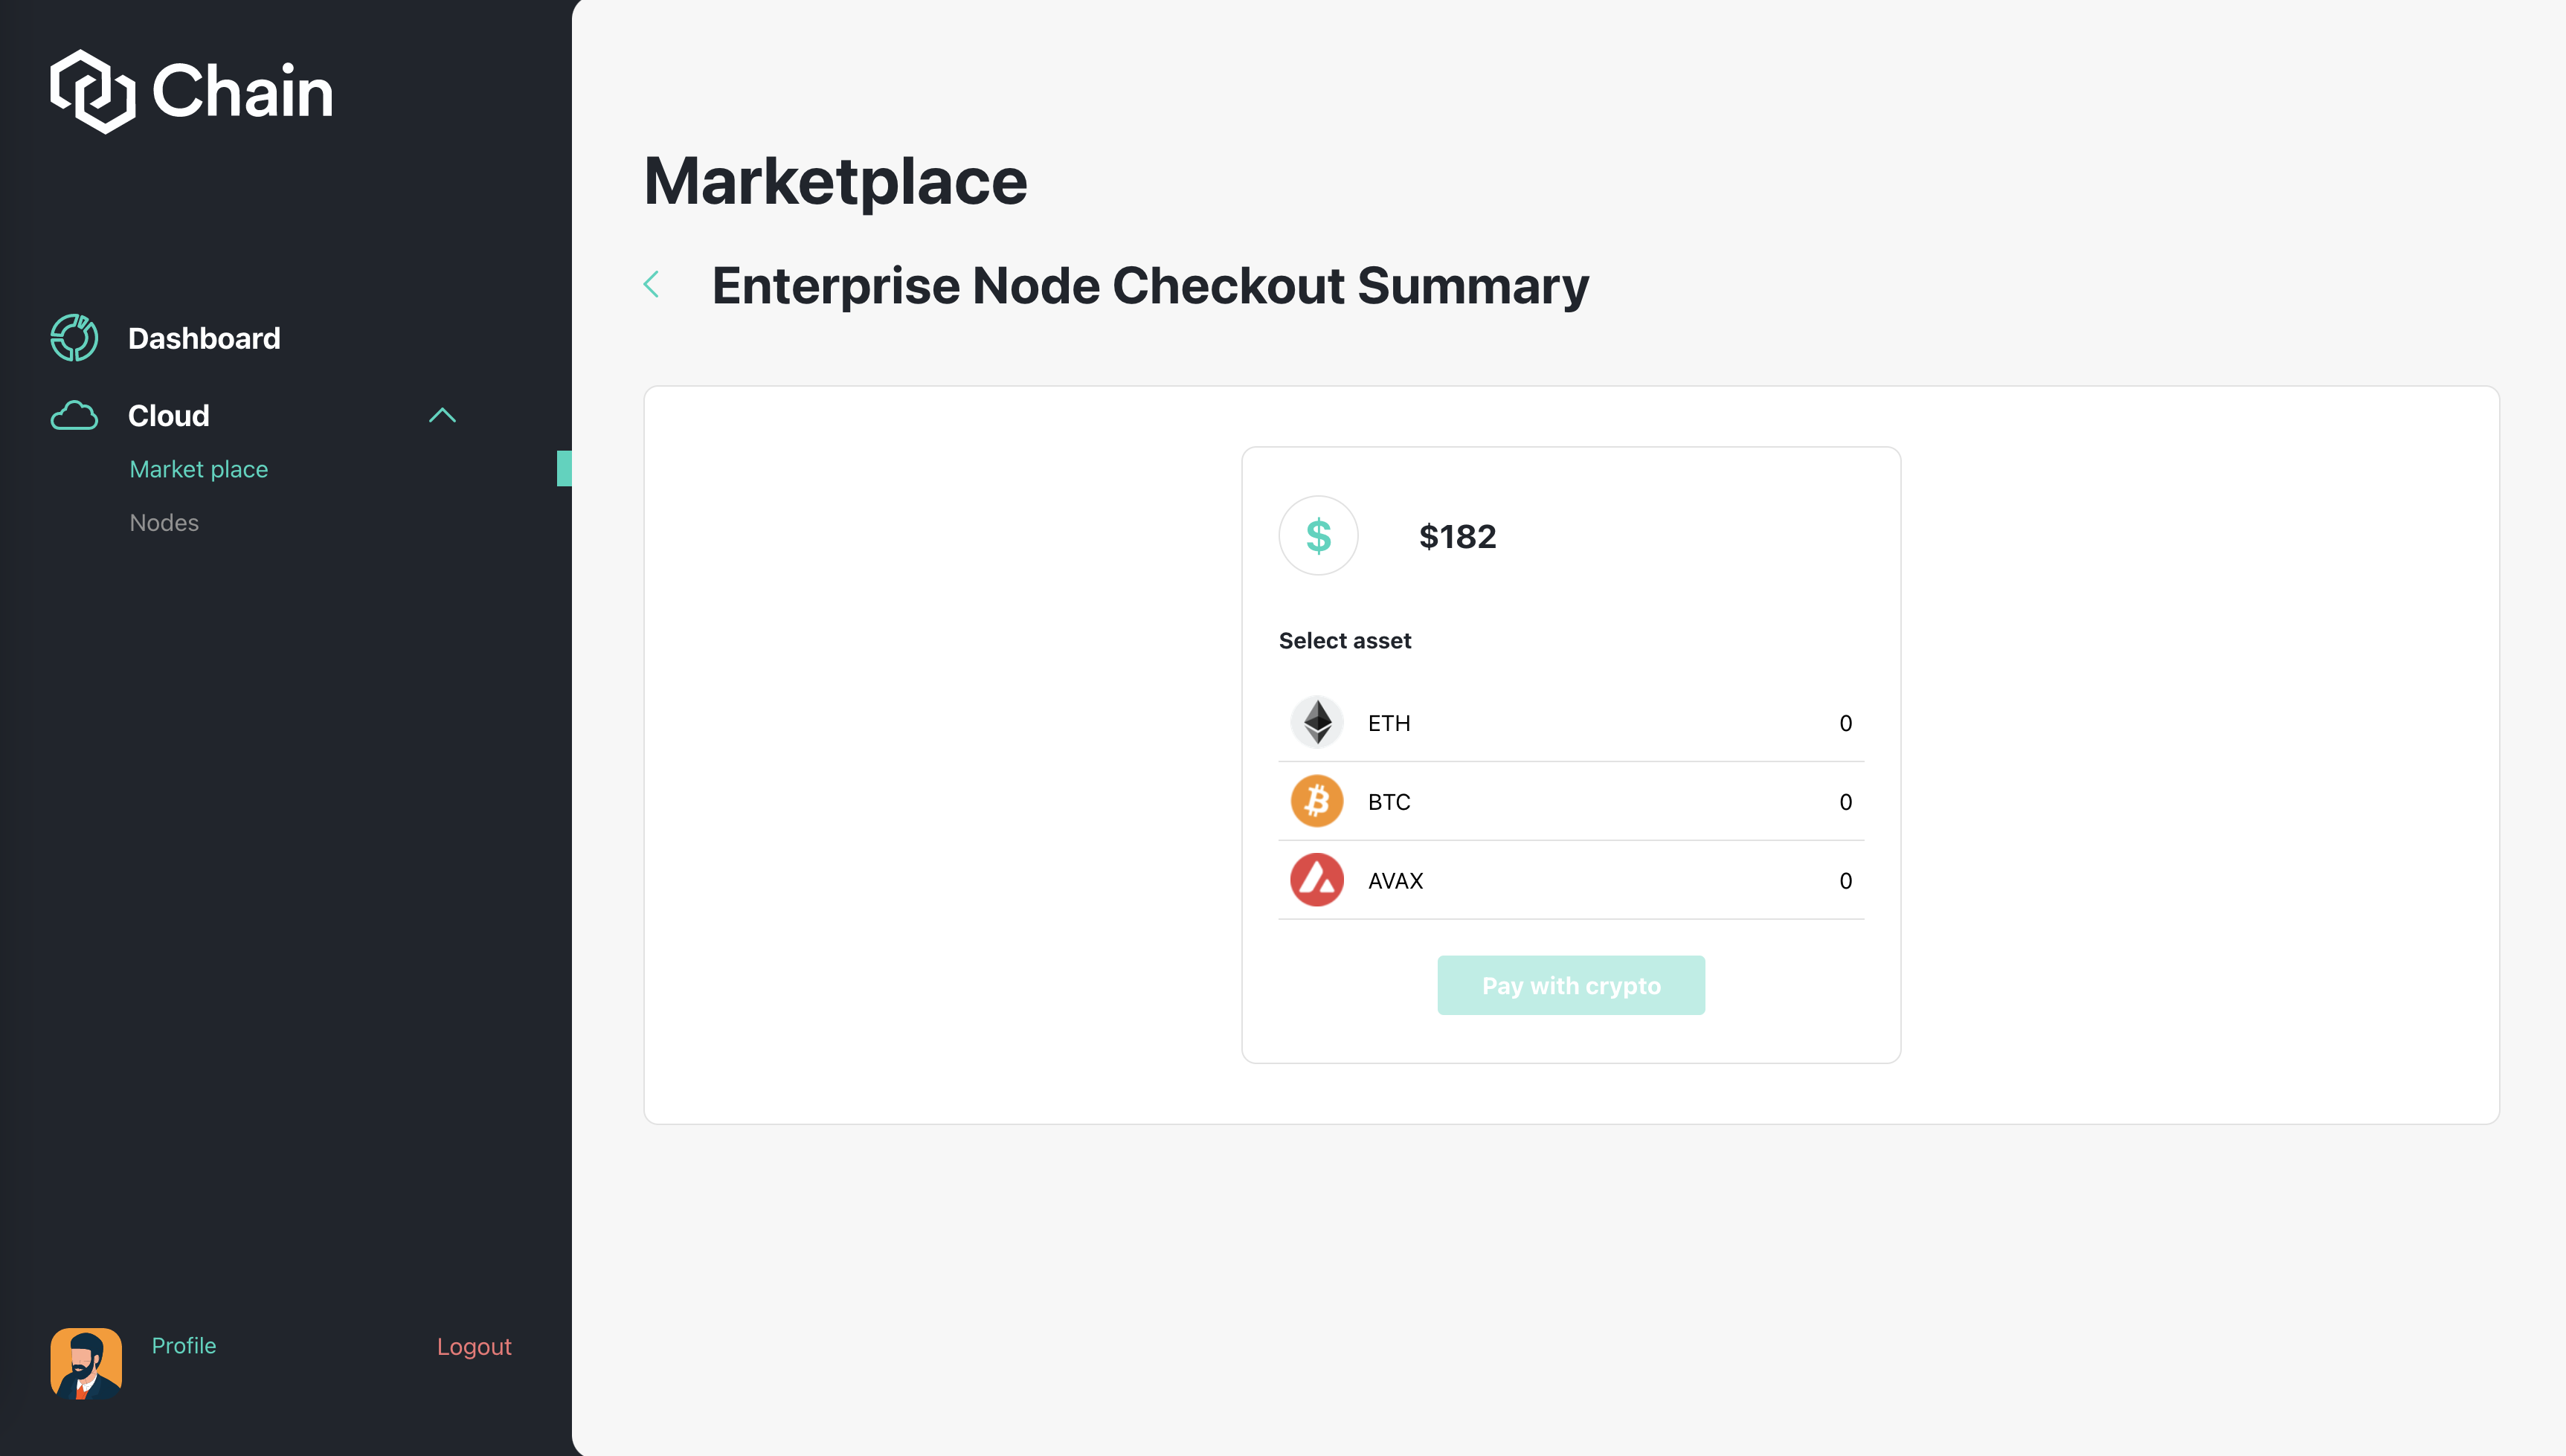 Chain
Dashboard
Cloud
Market place
Nodes
Profile
Logout
Marketplace
Enterprise Node Checkout Summary
$ $182
Select asset
ETH 0
BTC 0
AVAX 0
Pay with crypto